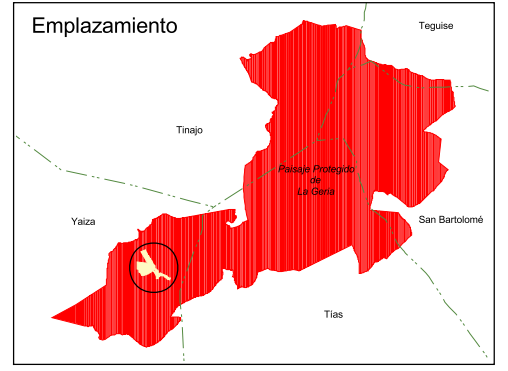 Emplazamiento
Teguise
Tinajo
Paisaje Protegido
de
La Geria
Yaiza
San Bartolomé
Tías